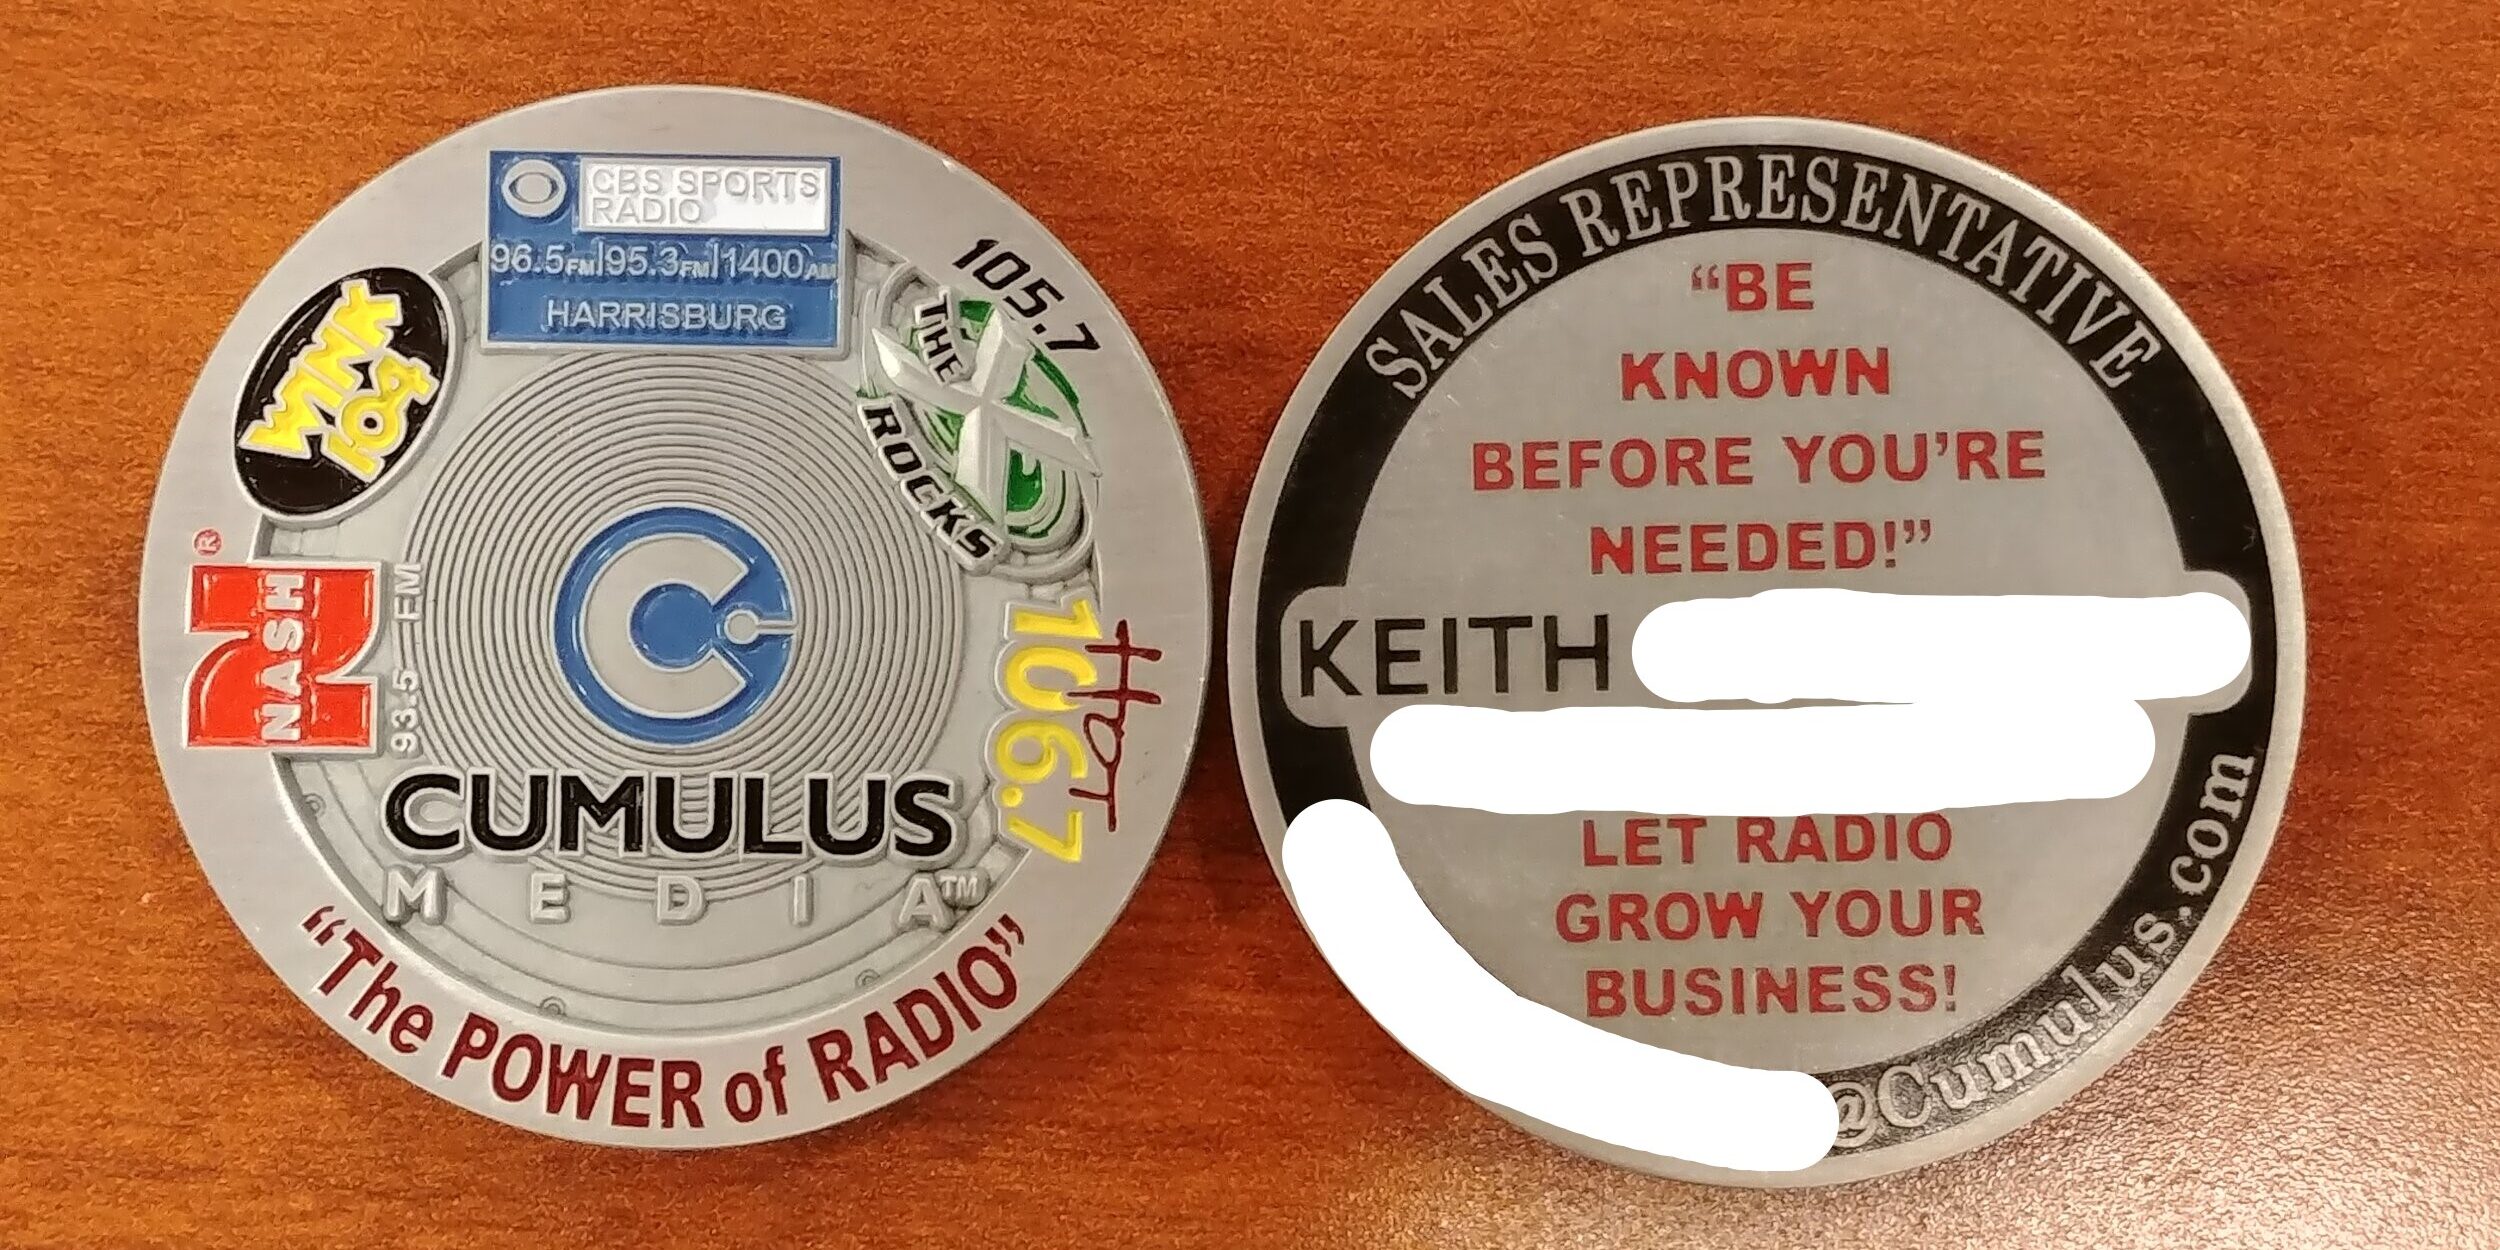 CBS SPORTS
RADIO
96.5FM|95.3FM|1400AM
HARRISBURG
WINK
104
105.7
THE
X
ROCKS
®
NASH
93.5 FM
HOT
106.7
C
CUMULUS
MEDIA™
“The POWER of RADIO”
SALES REPRESENTATIVE
“BE
KNOWN
BEFORE YOU’RE
NEEDED!”
KEITH
LET RADIO
GROW YOUR
BUSINESS!
@Cumulus.com